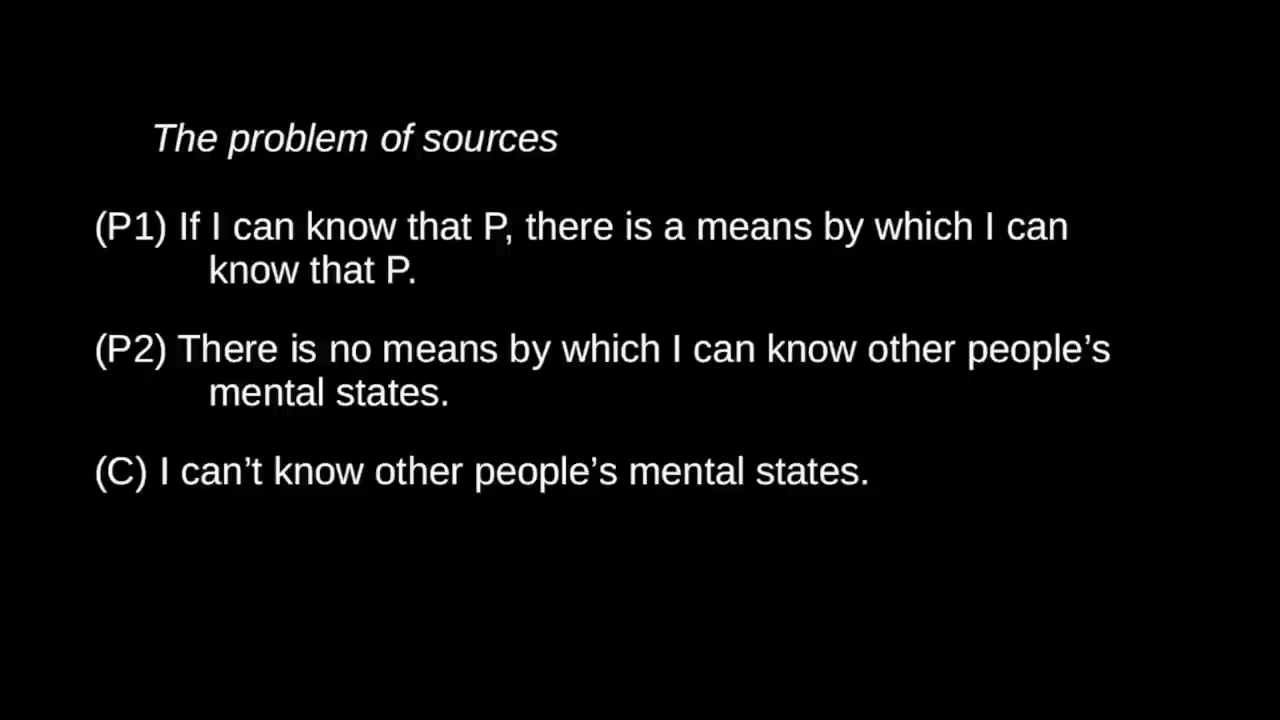 The problem of sources
(P1) If I can know that P, there is a means by which I can
know that P.
(P2) There is no means by which I can know other people’s
mental states.
(C) I can’t know other people’s mental states.